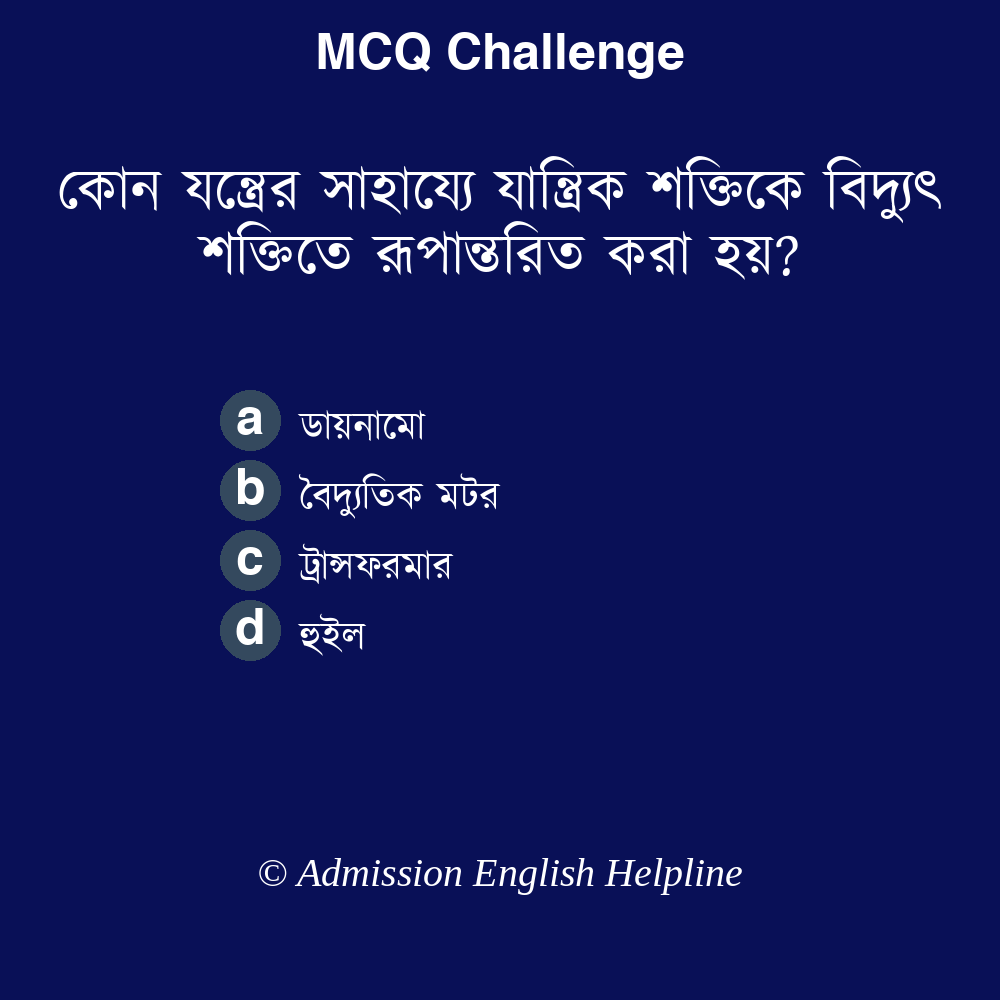 MCQ Challenge
কোন যন্ত্রের সাহায্যে যান্ত্রিক শক্তিকে বিদ্যুৎ
শক্তিতে রূপান্তরিত করা হয়?
a ডায়নামো
b বৈদ্যুতিক মটর
c ট্রান্সফরমার
d হুইল
© Admission English Helpline